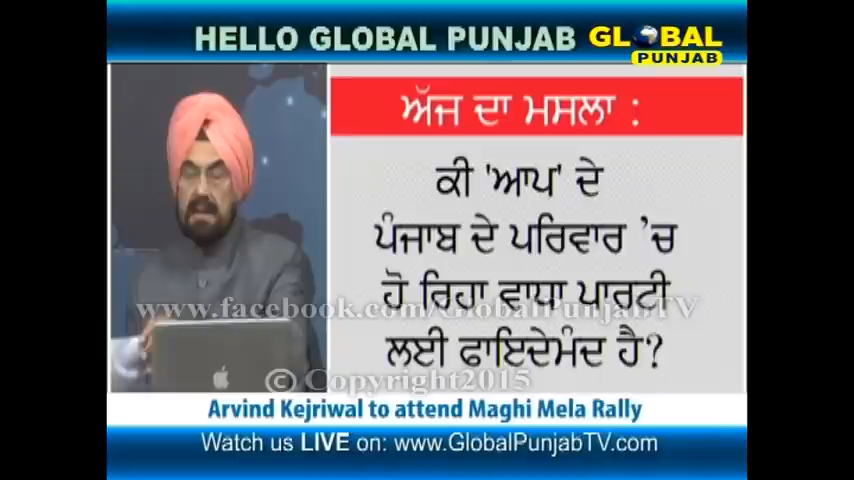 HELLO GLOBAL PUNJAB
GLOBAL
PUNJAB
ਅੱਜ ਦਾ ਮਸਲਾ :
ਕੀ 'ਆਪ' ਦੇ
ਪੰਜਾਬ ਦੇ ਪਰਿਵਾਰ ’ਚ
ਹੋ ਰਿਹਾ ਵਾਧਾ ਪਾਰਟੀ
ਲਈ ਫਾਇਦੇਮੰਦ ਹੈ?
www.facebook.com/GlobalPunjabTV
© Copyright2015
Arvind Kejriwal to attend Maghi Mela Rally
Watch us LIVE on: www.GlobalPunjabTV.com